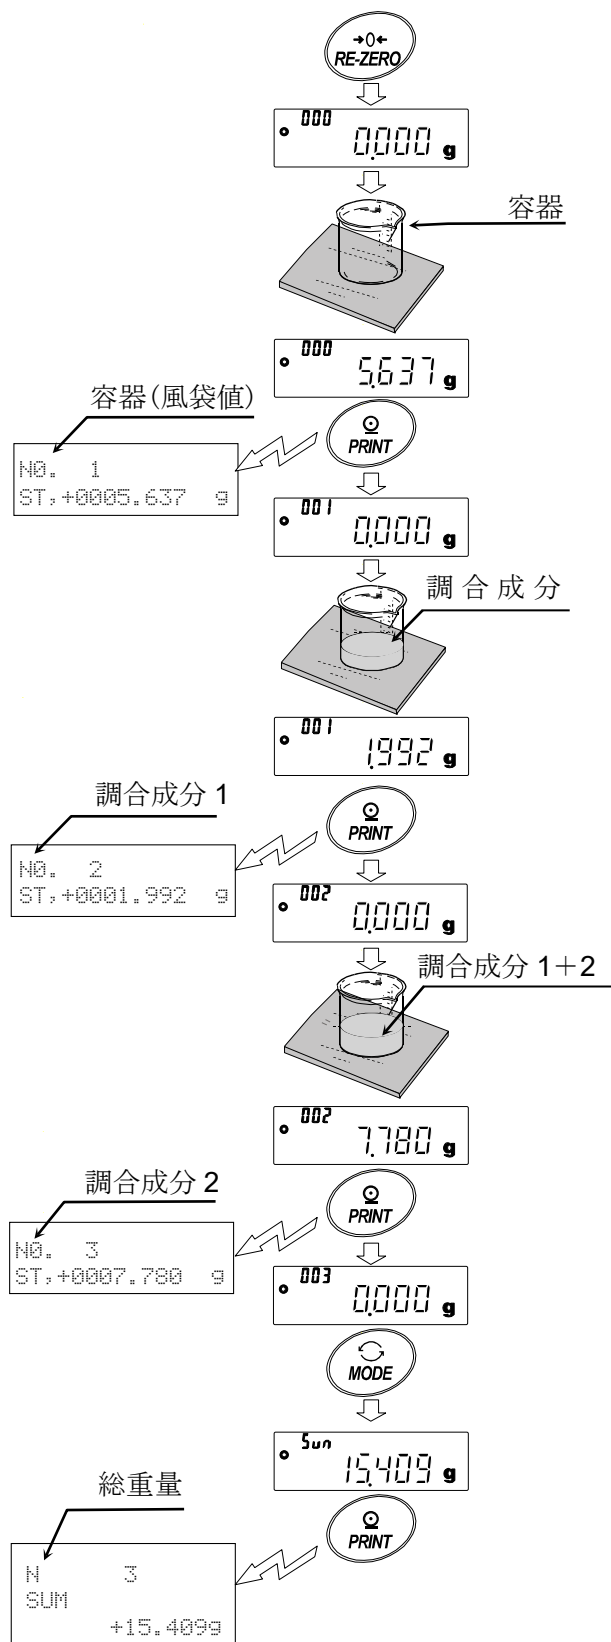 →0←
RE-ZERO
000
0.000 g
容器
000
5.637 g
容器(風袋値)
PRINT
N0. 1
ST,+0005.637 g
001
0.000 g
調合成分
001
1.992 g
調合成分1
PRINT
N0. 2
ST,+0001.992 g
002
0.000 g
調合成分1+2
002
7.780 g
調合成分2
PRINT
N0. 3
ST,+0007.780 g
003
0.000 g
MODE
Sun
15.409 g
総重量
PRINT
N 3
SUM
+15.409g